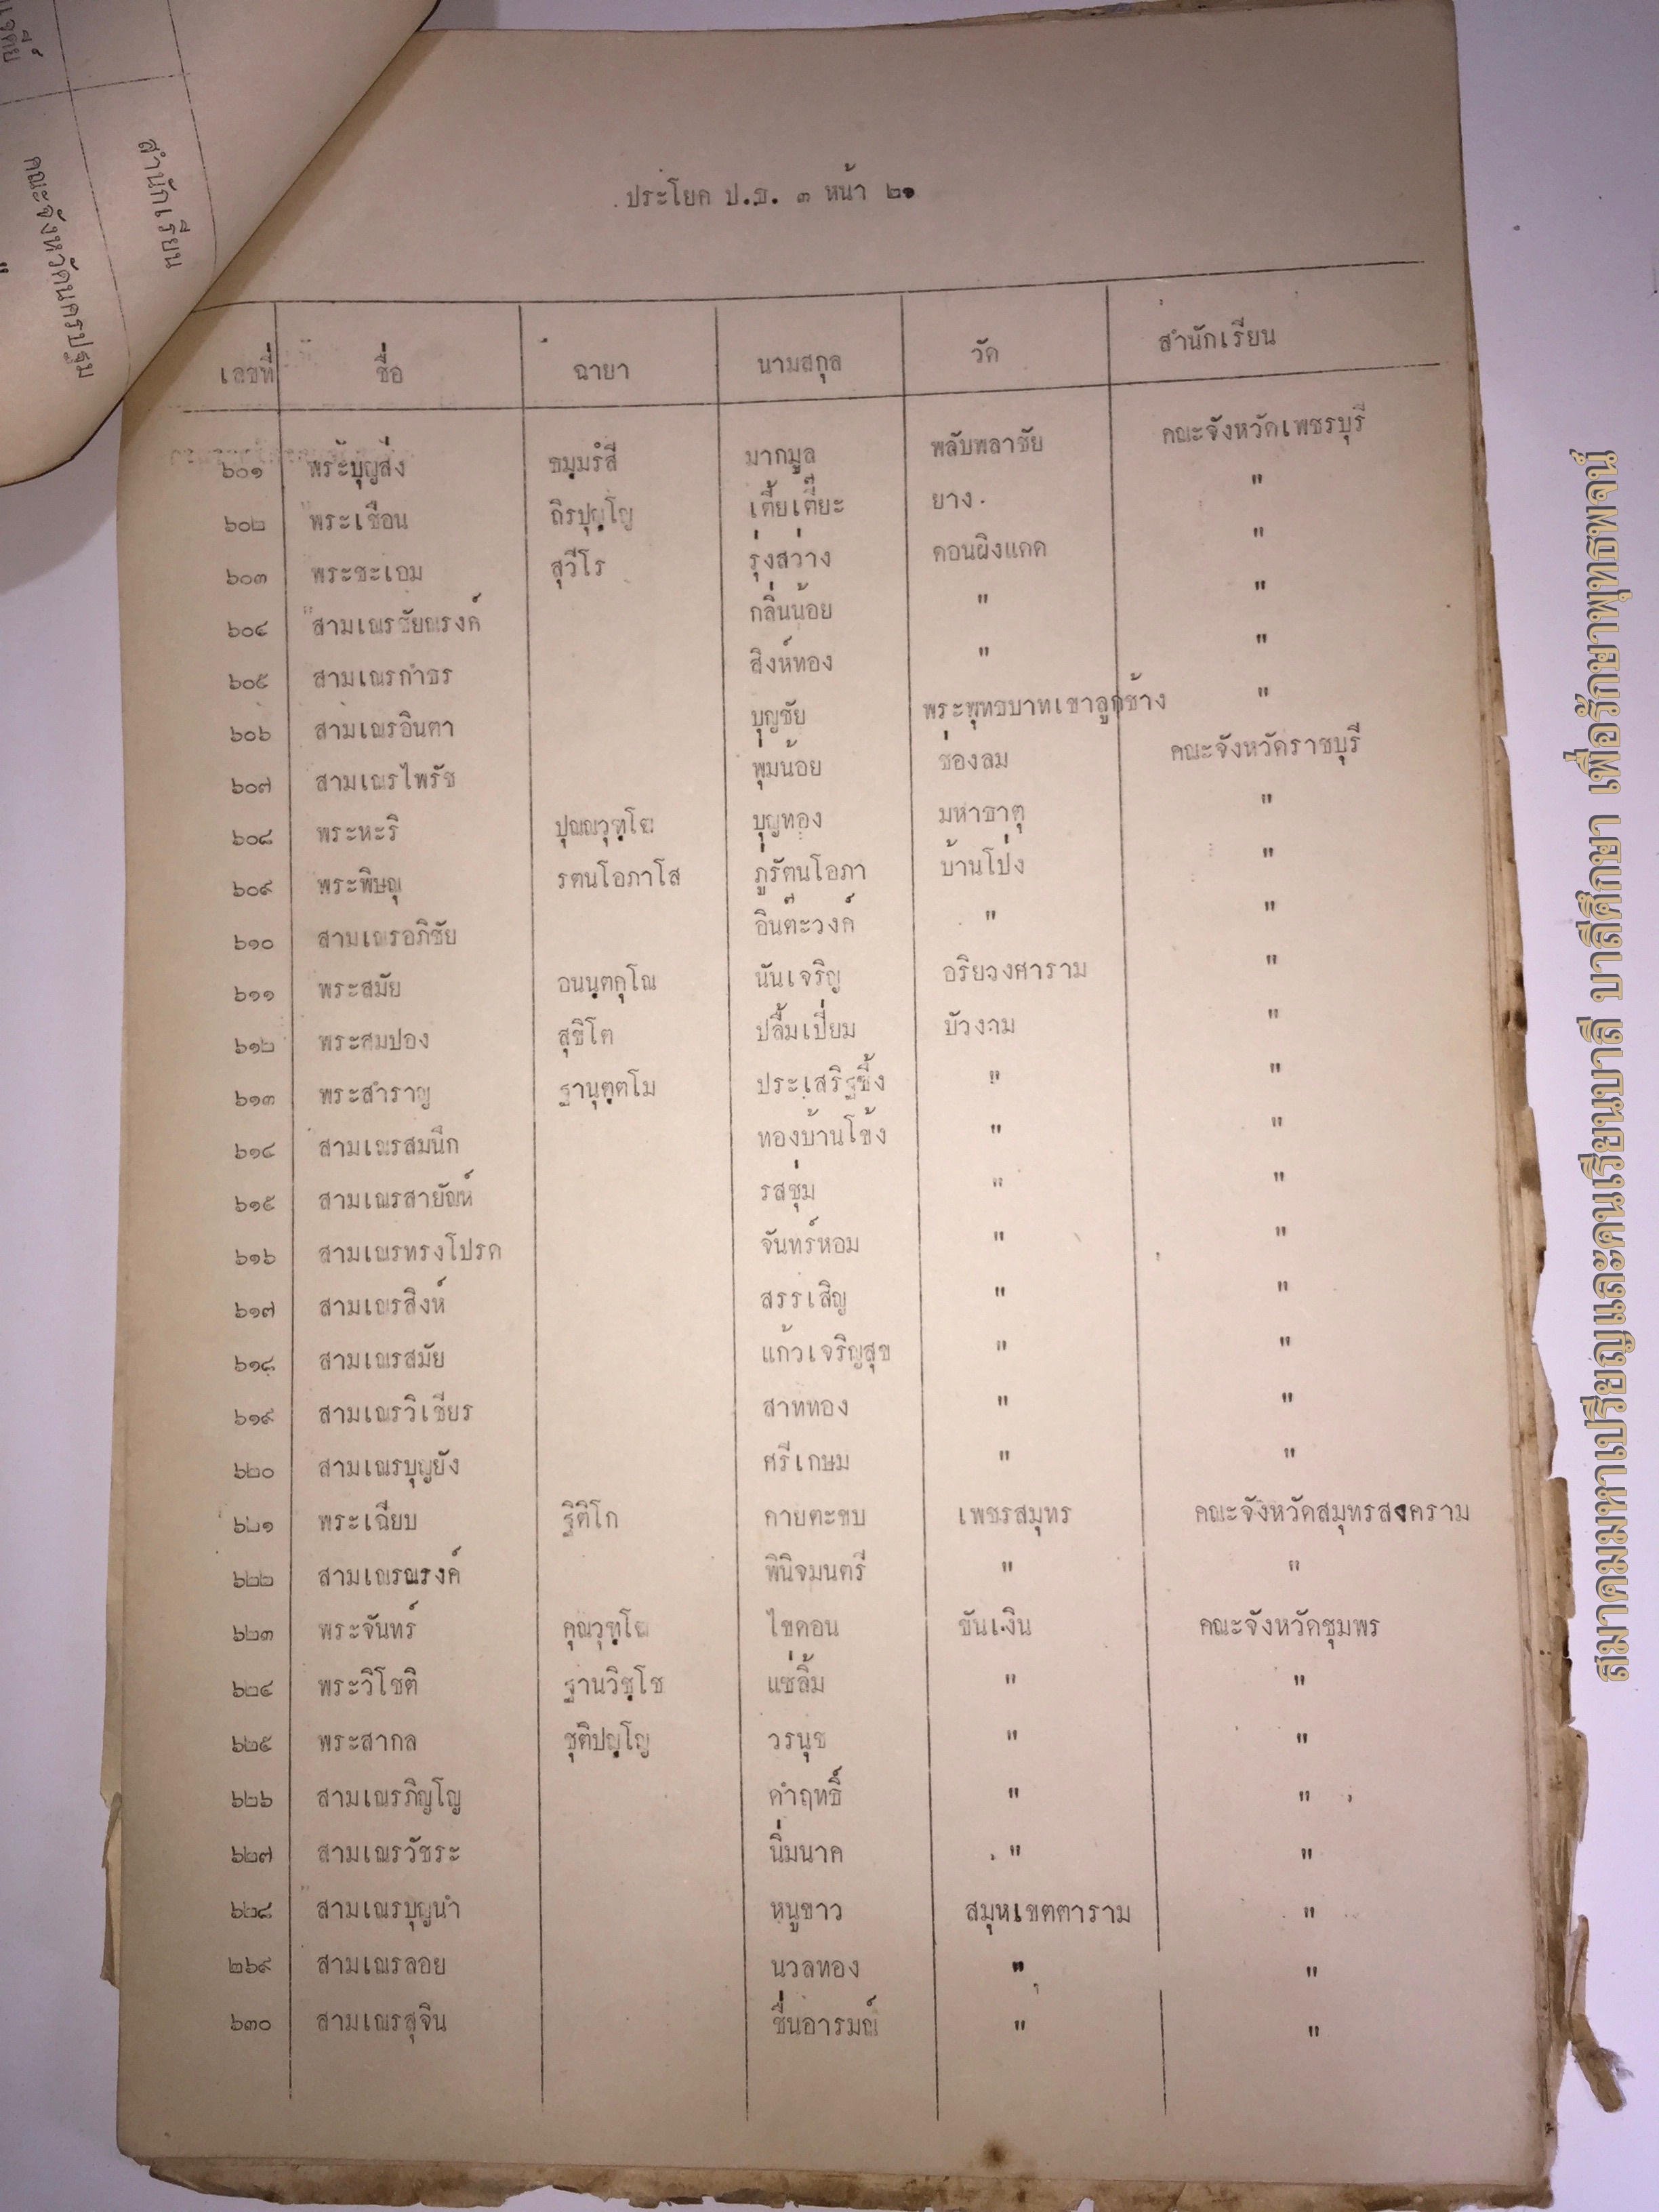 ประโยค ป.ธ. ๓ หน้า ๒๑
เลขที่ ชื่อ ฉายา นามสกุล วัด สำนักเรียน
๖๐๑ พระบุญส่ง ธมฺมรํสี มากมูล พลับพลาชัย คณะจังหวัดเพชรบุรี
๖๐๒ พระเชือน ถิรปุญฺโญ เตี้ยเตี๊ยะ ยาง "
๖๐๓ พระชะเอม สุวีโร รุ่งสว่าง ดอนผิงแดด "
๖๐๔ สามเณรชัยณรงค์ กลิ่นน้อย " "
๖๐๕ สามเณรกำธร สิงห์ทอง " "
๖๐๖ สามเณรอินตา บุญชัย พระพุทธบาทเขาลูกช้าง "
๖๐๗ สามเณรไพรัช พุ่มน้อย ช่องลม คณะจังหวัดราชบุรี
๖๐๘ พระหะริ ปุณฺณวุฑฺโฒ บุญทอง มหาธาตุ "
๖๐๙ พระพิษณุ รตนโอภาโส ภู่รัตนโอภา บ้านโป่ง "
๖๑๐ สามเณรอภิชัย อินต๊ะวงค์ " "
๖๑๑ พระสมัย อนนฺตคุโณ นันเจริญ อริยวงศาราม "
๖๑๒ พระสมปอง สุขิโต ปลื้มเปี่ยม บัวงาม "
๖๑๓ พระสำราญ ฐานุตฺตโม ประเสริฐซิ้ง " "
๖๑๔ สามเณรสมนึก ทองบ้านโข้ง " "
๖๑๕ สามเณรสายัณห์ รสชุ่ม " "
๖๑๖ สามเณรทรงโปรด จันทร์หอม " "
๖๑๗ สามเณรสิงห์ สรรเสิญ " "
๖๑๘ สามเณรสมัย แก้วเจริญสุข " "
๖๑๙ สามเณรวิเชียร สาททอง " "
๖๒๐ สามเณรบุญยัง ศรีเกษม " "
๖๒๑ พระเฉียบ ฐิติโก คายตะขบ เพชรสมุทร คณะจังหวัดสมุทรสงคราม
๖๒๒ สามเณรณรงค์ พินิจมนตรี " "
๖๒๓ พระจันทร์ คุณวุฑฺโฒ ไขดอน ขันเงิน คณะจังหวัดชุมพร
๖๒๔ พระวิโชติ ฐานวิชฺโช แซ่ลิ้ม " "
๖๒๕ พระสากล ชุติปญฺโญ วรนุช " "
๖๒๖ สามเณรภิญโญ คำฤทธิ์ " "
๖๒๗ สามเณรวัชระ นิ่มนาค " "
๖๒๘ สามเณรบุญนำ หนูขาว สมุหเขตตาราม "
๒๖๙ สามเณรลอย นวลทอง " "
๖๓๐ สามเณรสุจิน ชื่นอารมณ์ " "
สำนักเรียน
คณะจังหวัดนครปฐม
สมาคมมหาเปรียญและคนเรียนบาลี บาลีศึกษา เพื่อรักษาพุทธพจน์